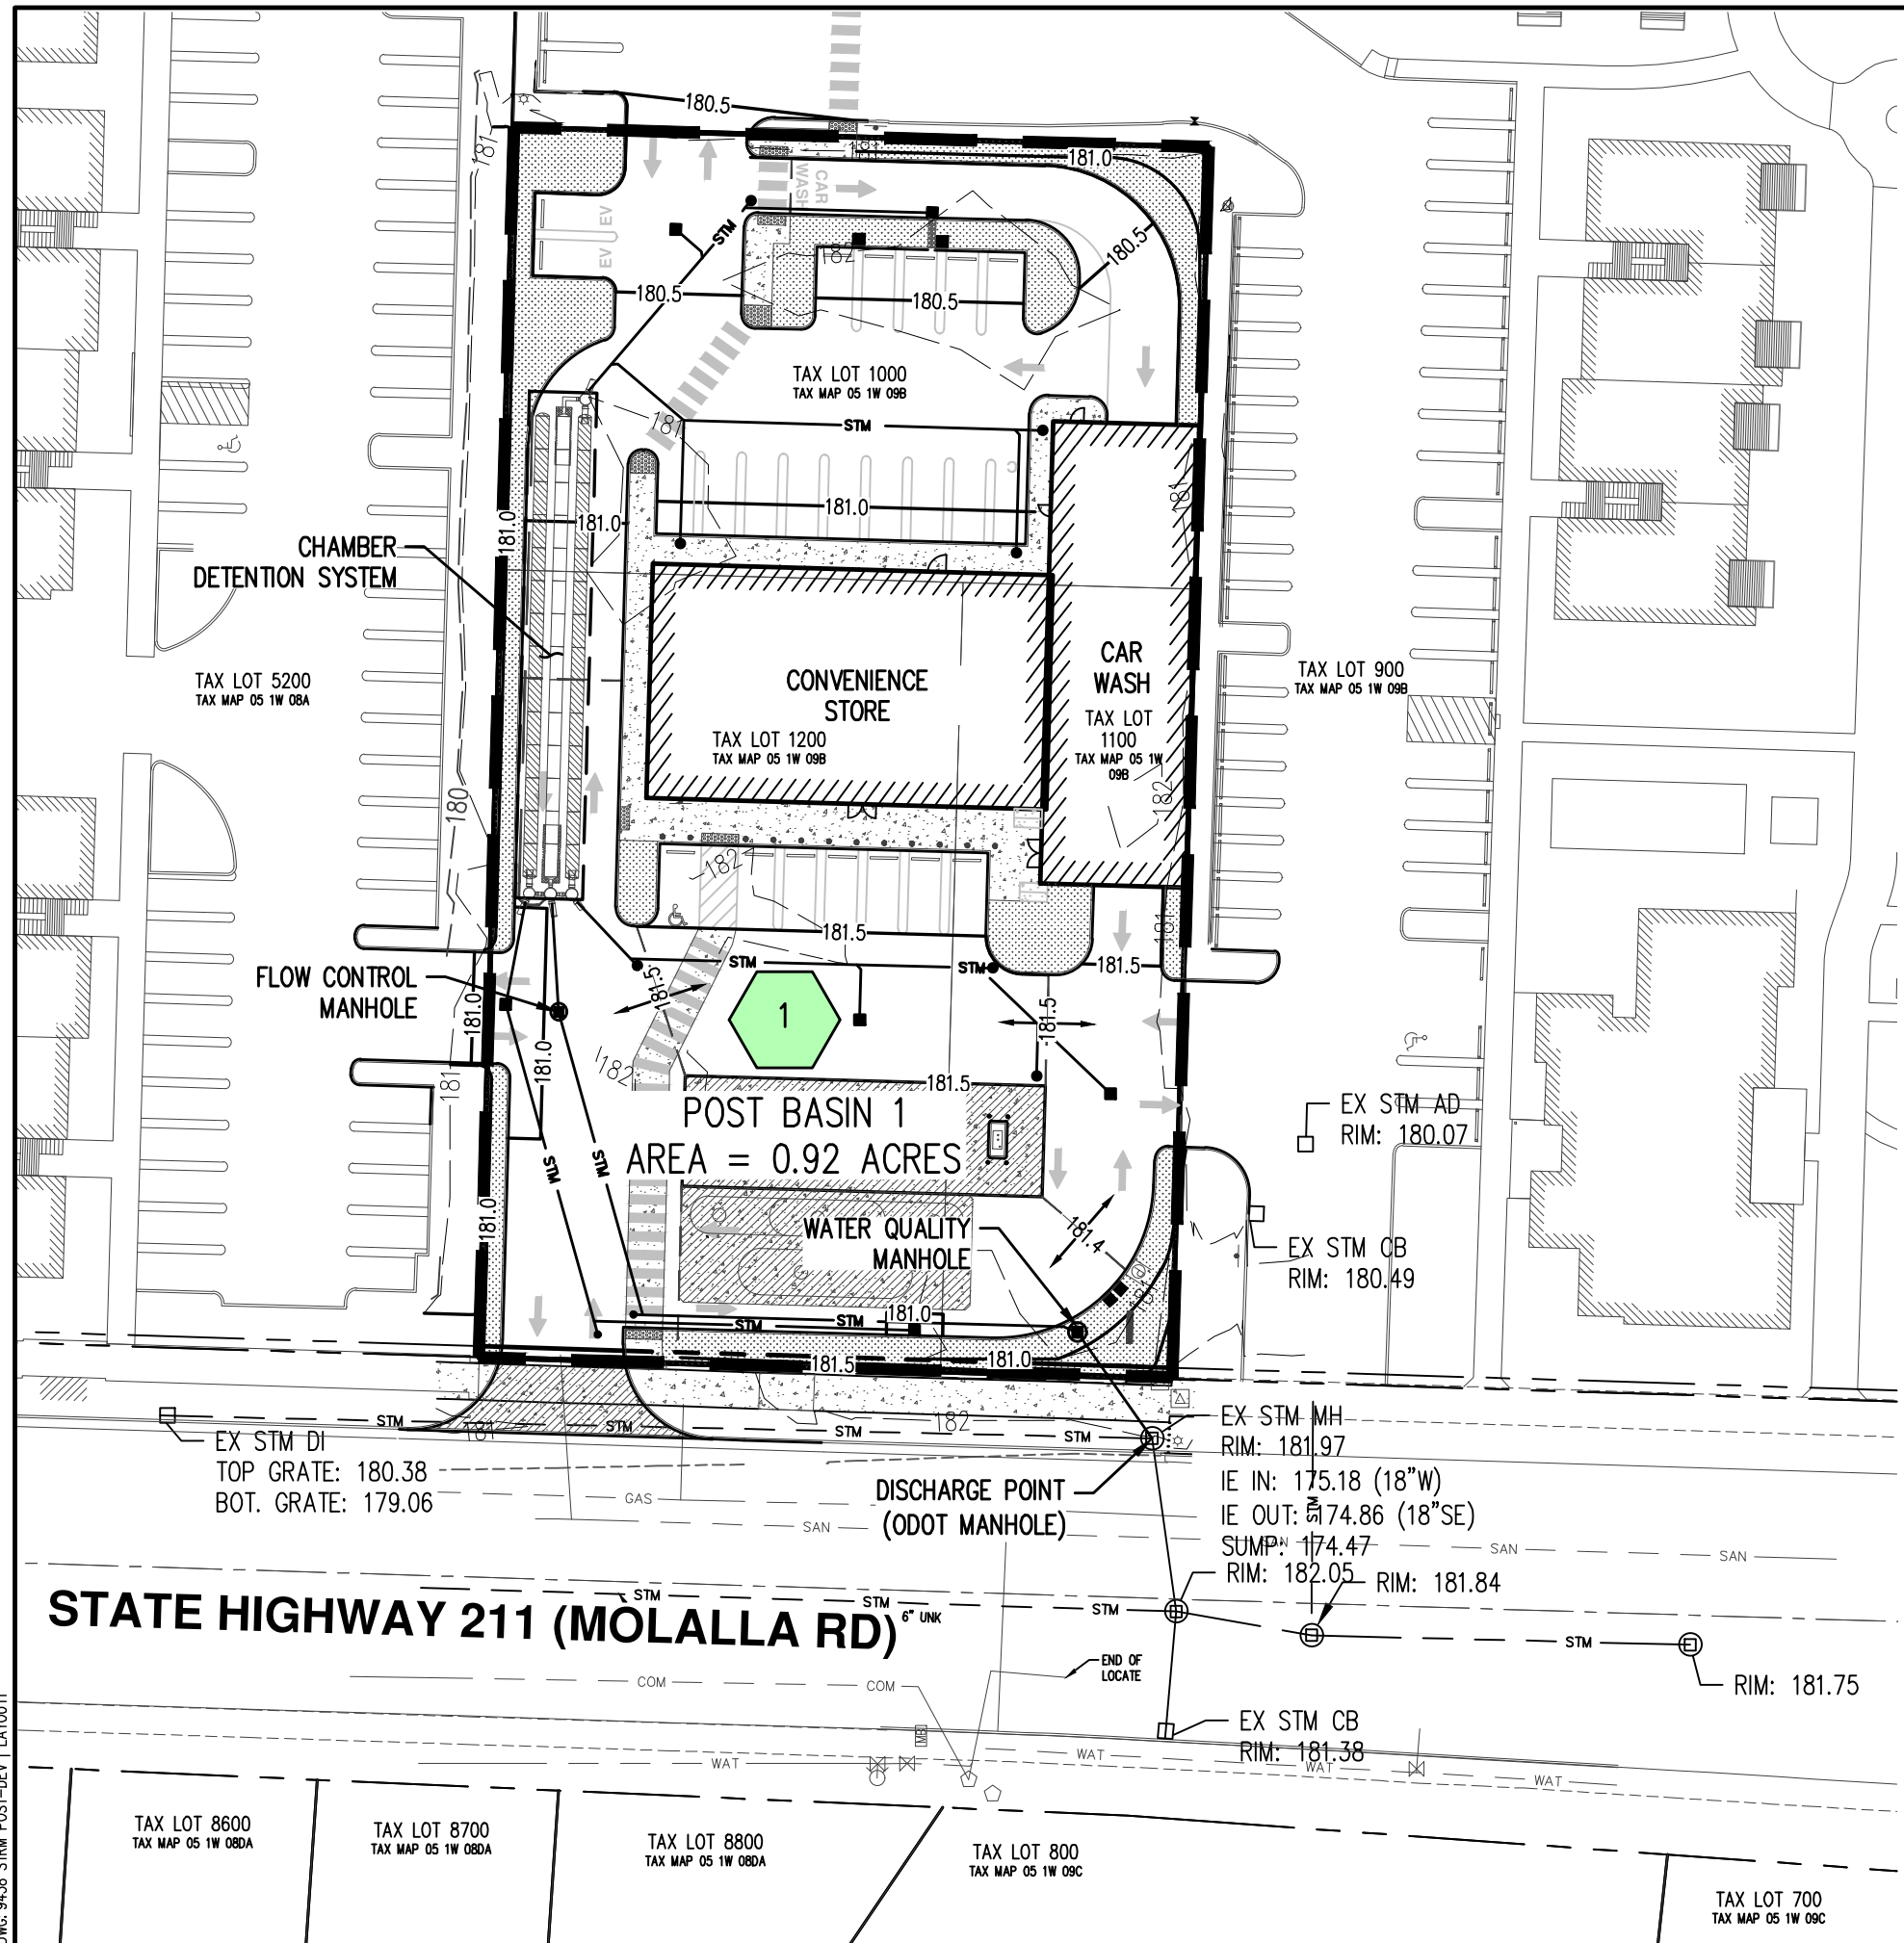 180.5
181
181
181.0
CAR
WASH
EV
EV
STM
180.5
182
180.5
180.5
TAX LOT 1000
TAX MAP 05 1W 09B
181
STM
181
181.0
181.0
181.0
CHAMBER
DETENTION SYSTEM
CONVENIENCE
STORE
CAR
WASH
TAX LOT 5200
TAX MAP 05 1W 08A
TAX LOT 900
TAX MAP 05 1W 09B
TAX LOT 1200
TAX MAP 05 1W 09B
TAX LOT
1100
TAX MAP 05 1W
09B
180
182
182
181.5
181
181.5
STM
STM
FLOW CONTROL
MANHOLE
181.0
181.5
181.5
1
181.0
182
181
181.5
POST BASIN 1
AREA = 0.92 ACRES
EX STM AD
RIM: 180.07
STM
STM
181.0
WATER QUALITY
MANHOLE
181.4
EX STM CB
RIM: 180.49
181.0
STM
STM
181.5
181.0
STM
STM
STM
STM
181
182
EX STM DI
TOP GRATE: 180.38
BOT. GRATE: 179.06
EX STM MH
RIM: 181.97
IE IN: 175.18 (18"W)
IE OUT: 174.86 (18"SE)
SUMP: 174.47
STM
DISCHARGE POINT
(ODOT MANHOLE)
GAS
SAN
SAN
SAN
SAN
RIM: 182.05
RIM: 181.84
STM
STM
STM
STM
STATE HIGHWAY 211 (MOLALLA RD)
6" UNK
END OF
LOCATE
COM
COM
RIM: 181.75
EX STM CB
RIM: 181.38
MB
WAT
WAT
WAT
WAT
TAX LOT 8600
TAX MAP 05 1W 08DA
TAX LOT 8700
TAX MAP 05 1W 08DA
TAX LOT 8800
TAX MAP 05 1W 08DA
TAX LOT 800
TAX MAP 05 1W 09C
TAX LOT 700
TAX MAP 05 1W 09C